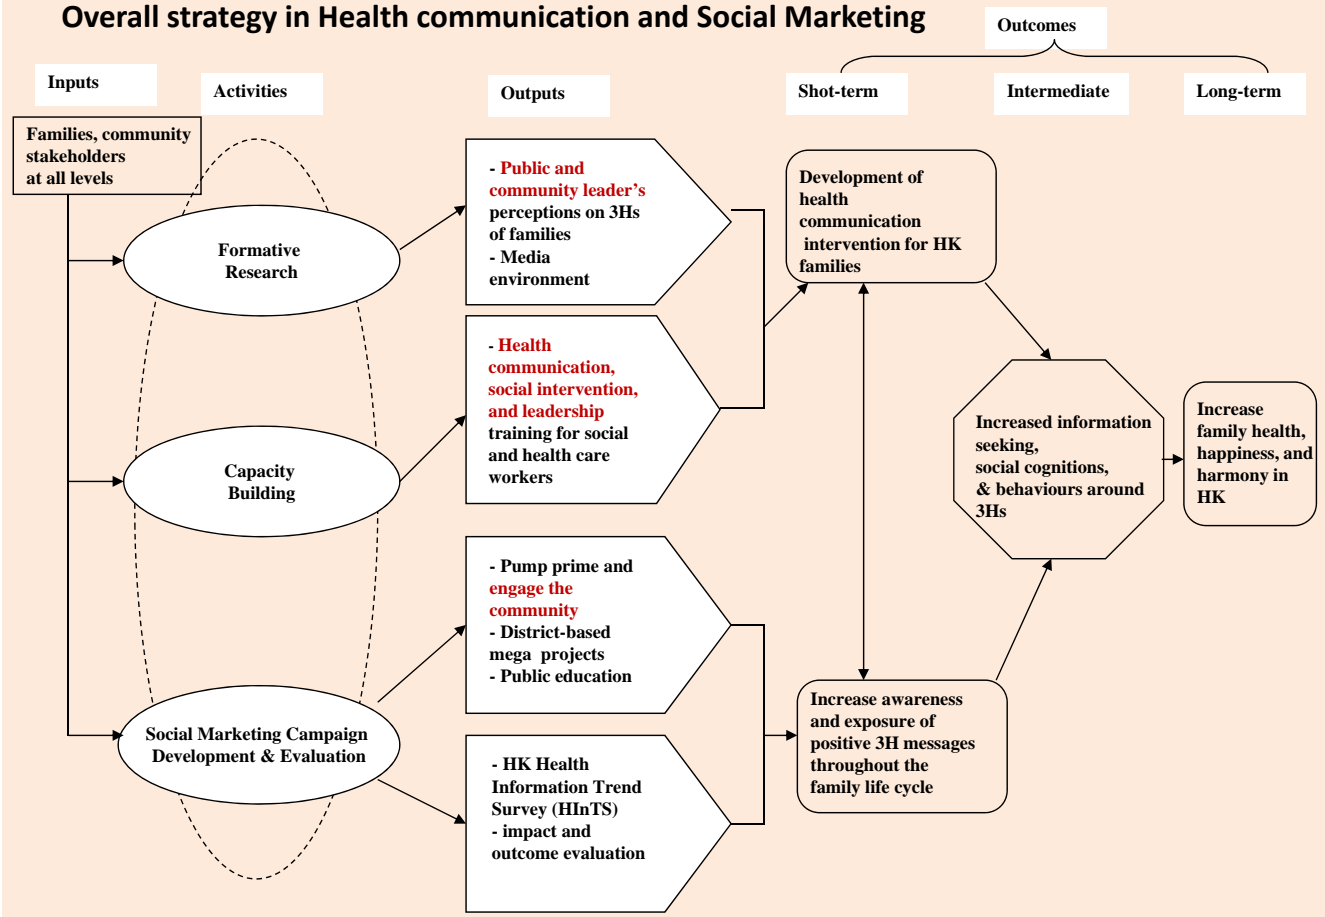 Overall strategy in Health communication and Social Marketing
Outcomes
Inputs
Activities
Outputs
Shot-term
Intermediate
Long-term
Families, community
stakeholders
at all levels
Formative
Research
Capacity
Building
Social Marketing Campaign
Development & Evaluation
- Public and
community leader’s
perceptions on 3Hs
of families
- Media
environment
- Health
communication,
social intervention,
and leadership
training for social
and health care
workers
- Pump prime and
engage the
community
- District-based
mega projects
- Public education
- HK Health
Information Trend
Survey (HInTS)
- impact and
outcome evaluation
Development of
health
communication
intervention for HK
families
Increase awareness
and exposure of
positive 3H messages
throughout the
family life cycle
Increased information
seeking,
social cognitions,
& behaviours around
3Hs
Increase
family health,
happiness, and
harmony in
HK